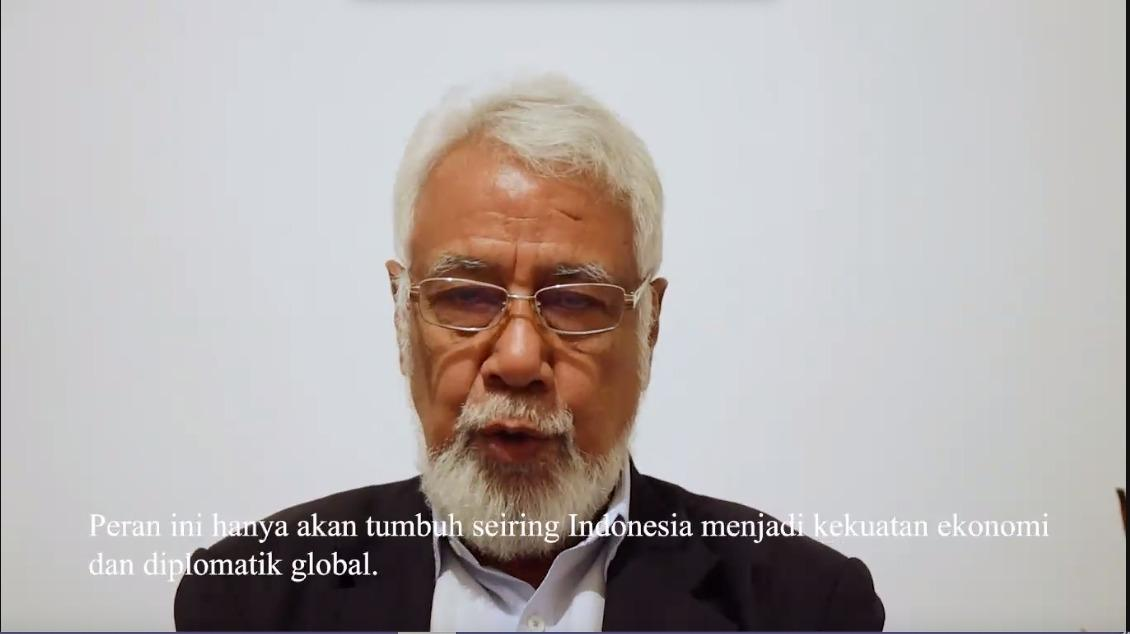 Peran ini hanya akan tumbuh seiring Indonesia menjadi kekuatan ekonomi
dan diplomatik global.